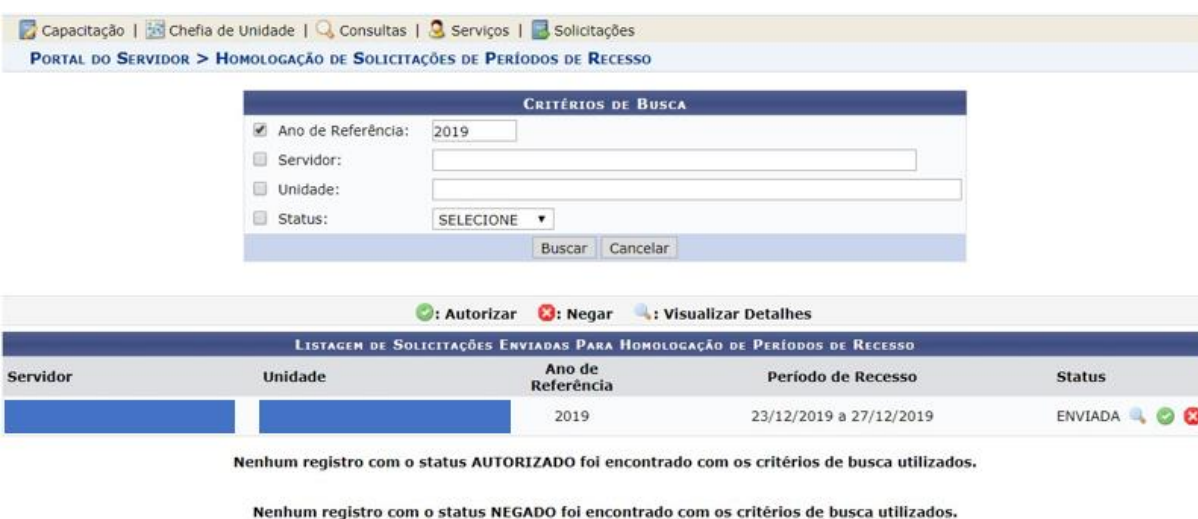 Capacitação | Chefia de Unidade | Consultas | Serviços | Solicitações
Portal do Servidor > Homologação de Solicitações de Períodos de Recesso
Critérios de Busca
Ano de Referência: 2019
Servidor:
Unidade:
Status: SELECIONE
Buscar Cancelar
: Autorizar : Negar : Visualizar Detalhes
Listagem de Solicitações Enviadas Para Homologação de Períodos de Recesso
Servidor Unidade Ano de Referência Período de Recesso Status
2019 23/12/2019 a 27/12/2019 ENVIADA
Nenhum registro com o status AUTORIZADO foi encontrado com os critérios de busca utilizados.
Nenhum registro com o status NEGADO foi encontrado com os critérios de busca utilizados.